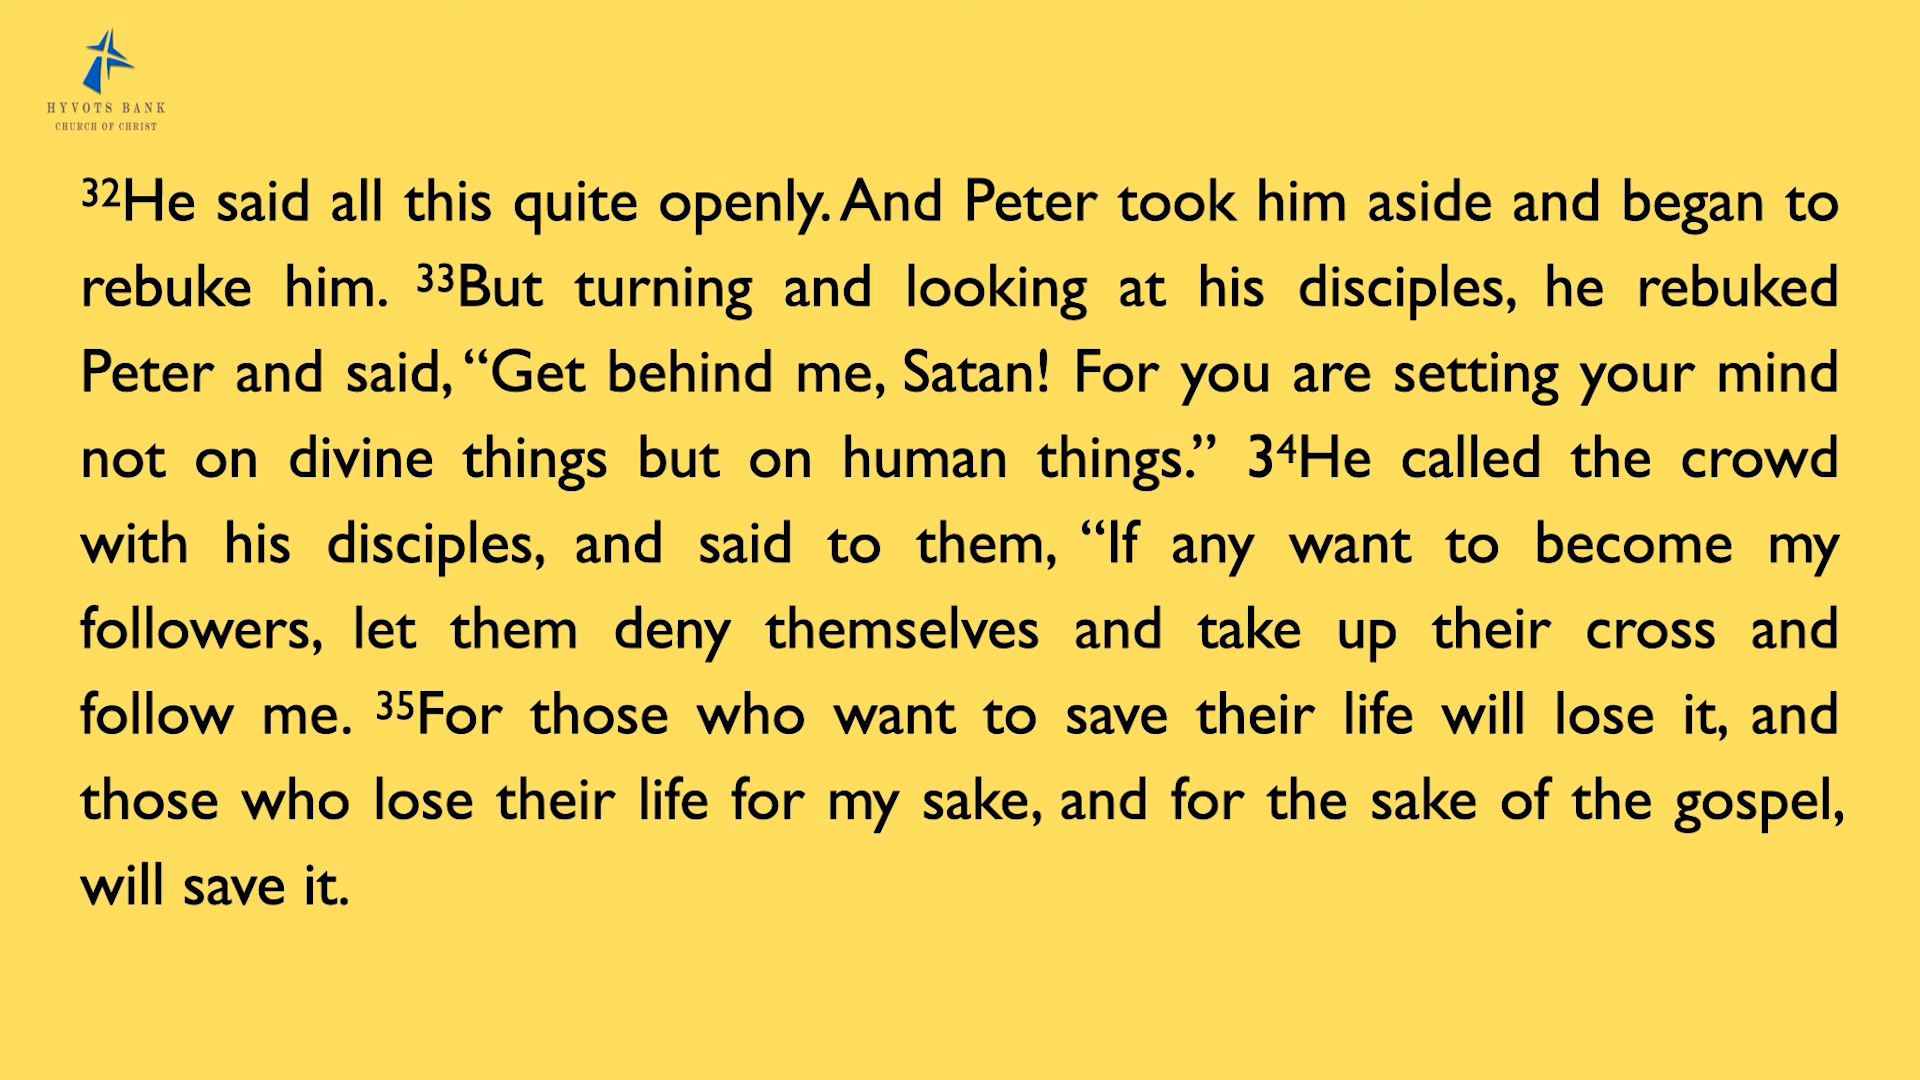 HYVOTS BANK
CHURCH OF CHRIST
³²He said all this quite openly. And Peter took him aside and began to
rebuke him. ³³But turning and looking at his disciples, he rebuked
Peter and said, “Get behind me, Satan! For you are setting your mind
not on divine things but on human things.” 3⁴He called the crowd
with his disciples, and said to them, “If any want to become my
followers, let them deny themselves and take up their cross and
follow me. ³⁵For those who want to save their life will lose it, and
those who lose their life for my sake, and for the sake of the gospel,
will save it.